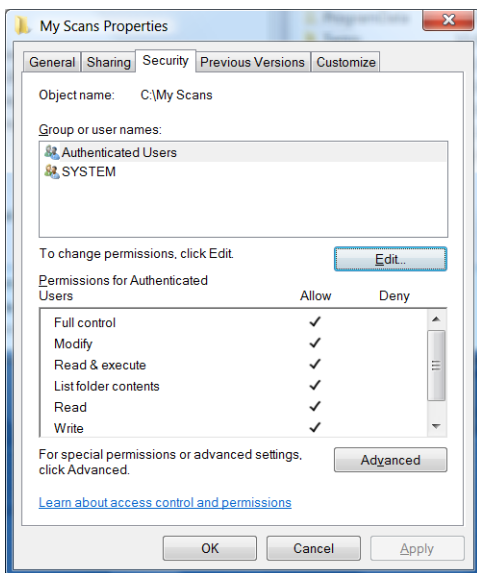 ProgramData
My Scans Properties
General Sharing Security Previous Versions Customize
Object name: C:\My Scans
Group or user names:
Authenticated Users
SYSTEM
To change permissions, click Edit.
Edit...
Permissions for Authenticated
Users Allow Deny
Full control
Modify
Read & execute
List folder contents
Read
Write
For special permissions or advanced settings,
click Advanced.
Advanced
Learn about access control and permissions
OK Cancel Apply